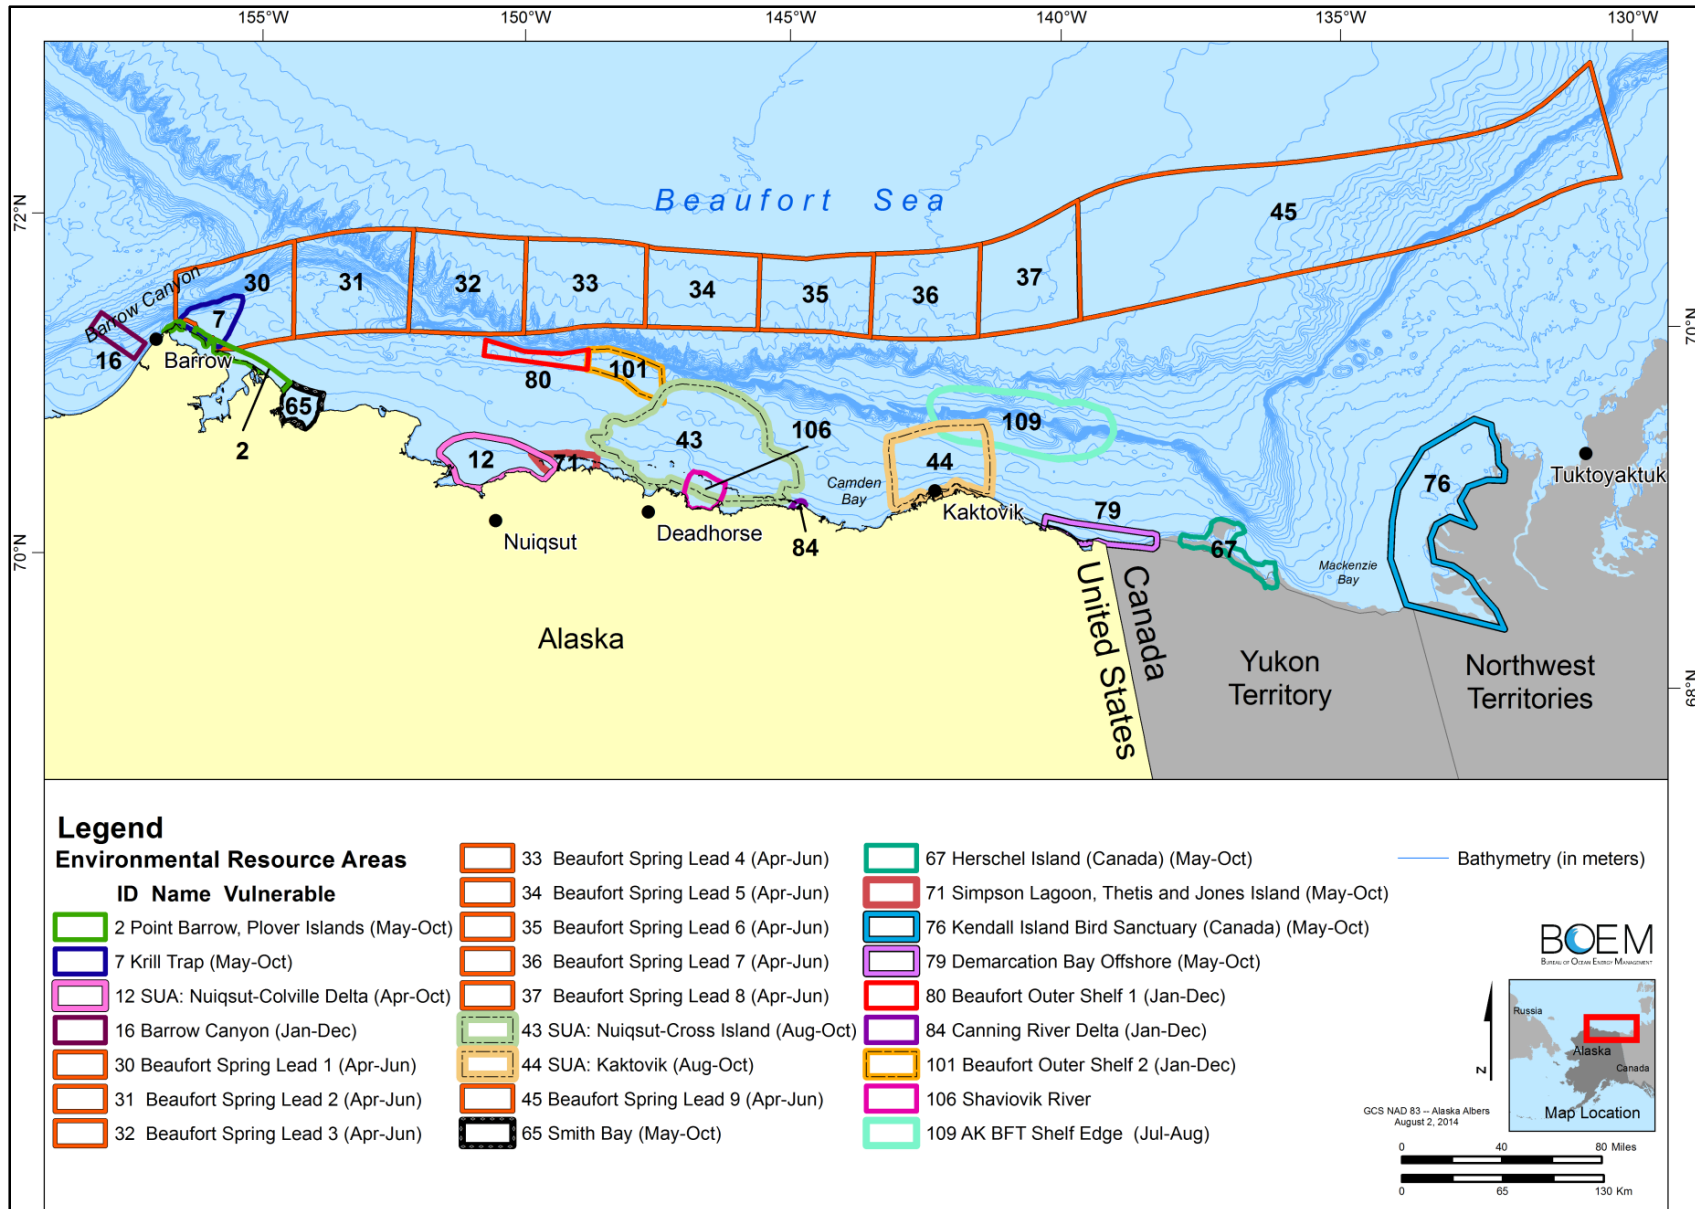 155°W
150°W
145°W
140°W
135°W
130°W
72°N
70°N
70°N
68°N
Beaufort Sea
Barrow Canyon
30
31
32
33
34
35
36
37
45
7
16
Barrow
2
65
80
101
12
71
43
106
84
Camden
Bay
44
109
Kaktovik
79
67
76
Tuktoyaktuk
Nuiqsut
Deadhorse
Mackenzie
Bay
Alaska
United States
Canada
Yukon
Territory
Northwest
Territories
Legend
Environmental Resource Areas
ID Name Vulnerable
2 Point Barrow, Plover Islands (May-Oct)
7 Krill Trap (May-Oct)
12 SUA: Nuiqsut-Colville Delta (Apr-Oct)
16 Barrow Canyon (Jan-Dec)
30 Beaufort Spring Lead 1 (Apr-Jun)
31 Beaufort Spring Lead 2 (Apr-Jun)
32 Beaufort Spring Lead 3 (Apr-Jun)
33 Beaufort Spring Lead 4 (Apr-Jun)
34 Beaufort Spring Lead 5 (Apr-Jun)
35 Beaufort Spring Lead 6 (Apr-Jun)
36 Beaufort Spring Lead 7 (Apr-Jun)
37 Beaufort Spring Lead 8 (Apr-Jun)
43 SUA: Nuiqsut-Cross Island (Aug-Oct)
44 SUA: Kaktovik (Aug-Oct)
45 Beaufort Spring Lead 9 (Apr-Jun)
65 Smith Bay (May-Oct)
67 Herschel Island (Canada) (May-Oct)
71 Simpson Lagoon, Thetis and Jones Island (May-Oct)
76 Kendall Island Bird Sanctuary (Canada) (May-Oct)
79 Demarcation Bay Offshore (May-Oct)
80 Beaufort Outer Shelf 1 (Jan-Dec)
84 Canning River Delta (Jan-Dec)
101 Beaufort Outer Shelf 2 (Jan-Dec)
106 Shaviovik River
109 AK BFT Shelf Edge (Jul-Aug)
Bathymetry (in meters)
BOEM
BUREAU OF OCEAN ENERGY MANAGEMENT
N
Russia
Alaska
Canada
Map Location
GCS NAD 83 -- Alaska Albers
August 2, 2014
0 40 80 Miles
0 65 130 Km